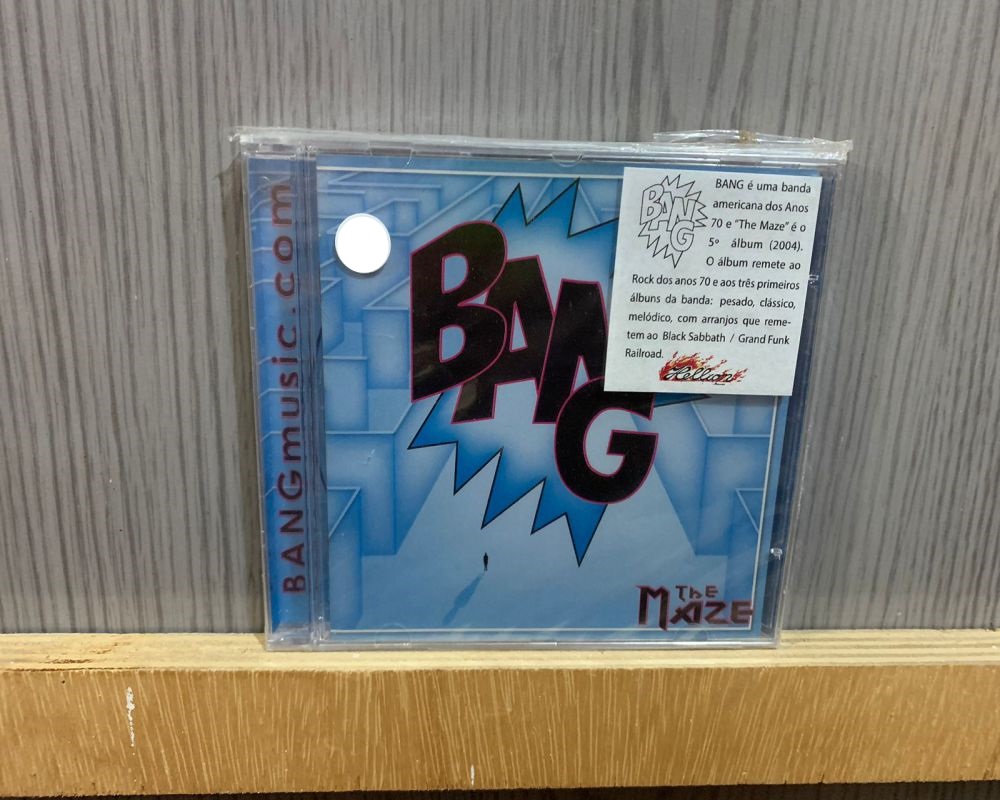 BANGmusic.com
BANG
THE
MAZE
BANG
BANG é uma banda
americana dos Anos
70 e “The Maze” é o
5º álbum (2004).
O álbum remete ao
Rock dos anos 70 e aos três primeiros
álbuns da banda: pesado, clássico,
melódico, com arranjos que reme-
tem ao Black Sabbath / Grand Funk
Railroad.
Hellion